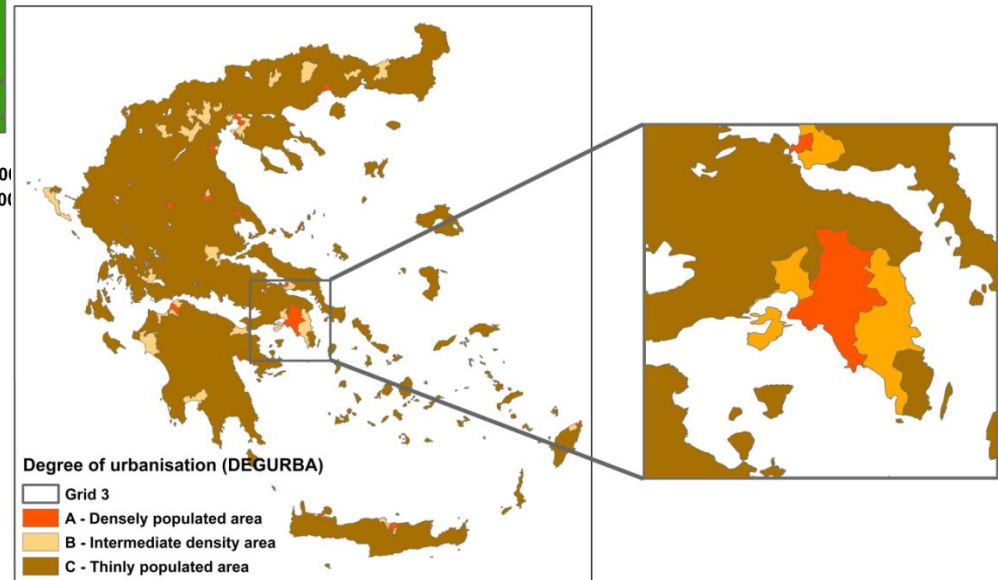 Degree of urbanisation (DEGURBA)
Grid 3
A - Densely populated area
B - Intermediate density area
C - Thinly populated area